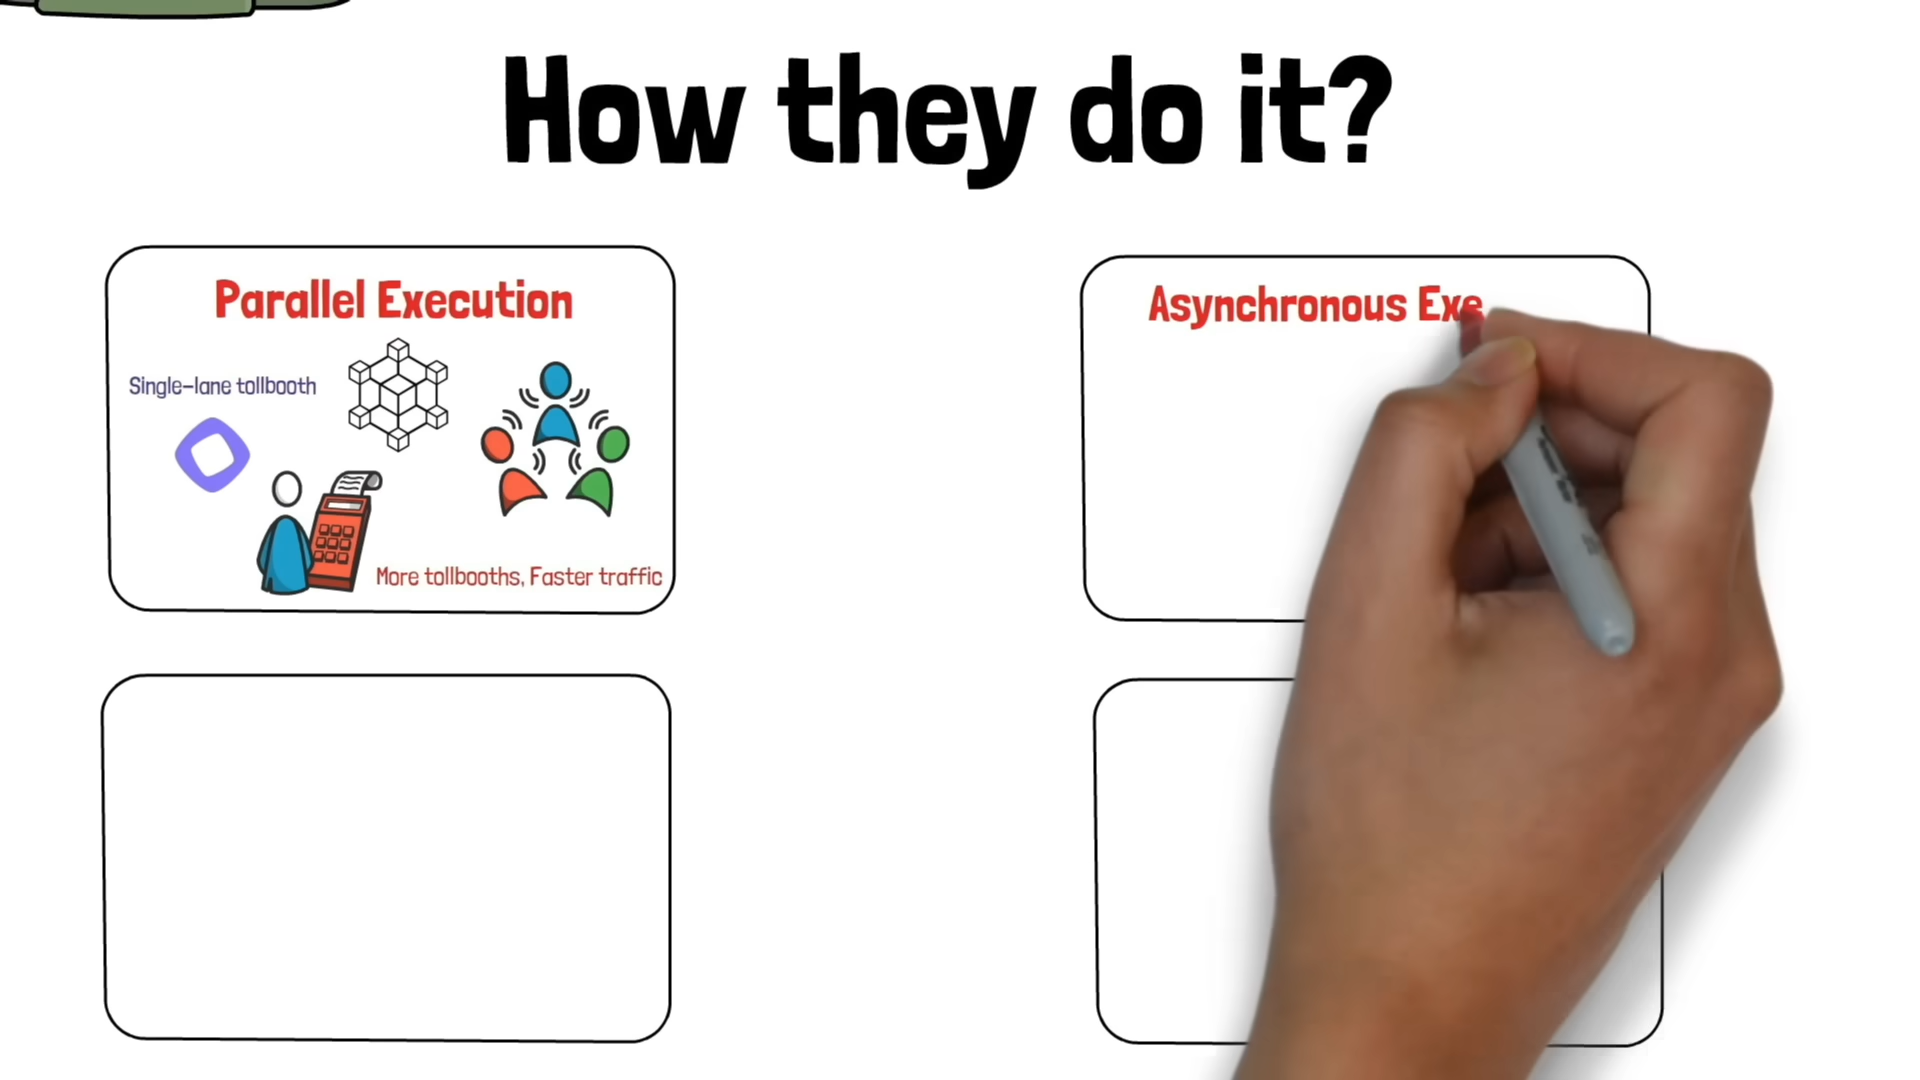 How they do it?
Parallel Execution
Single-lane tollbooth
More tollbooths, Faster traffic
Asynchronous Exe